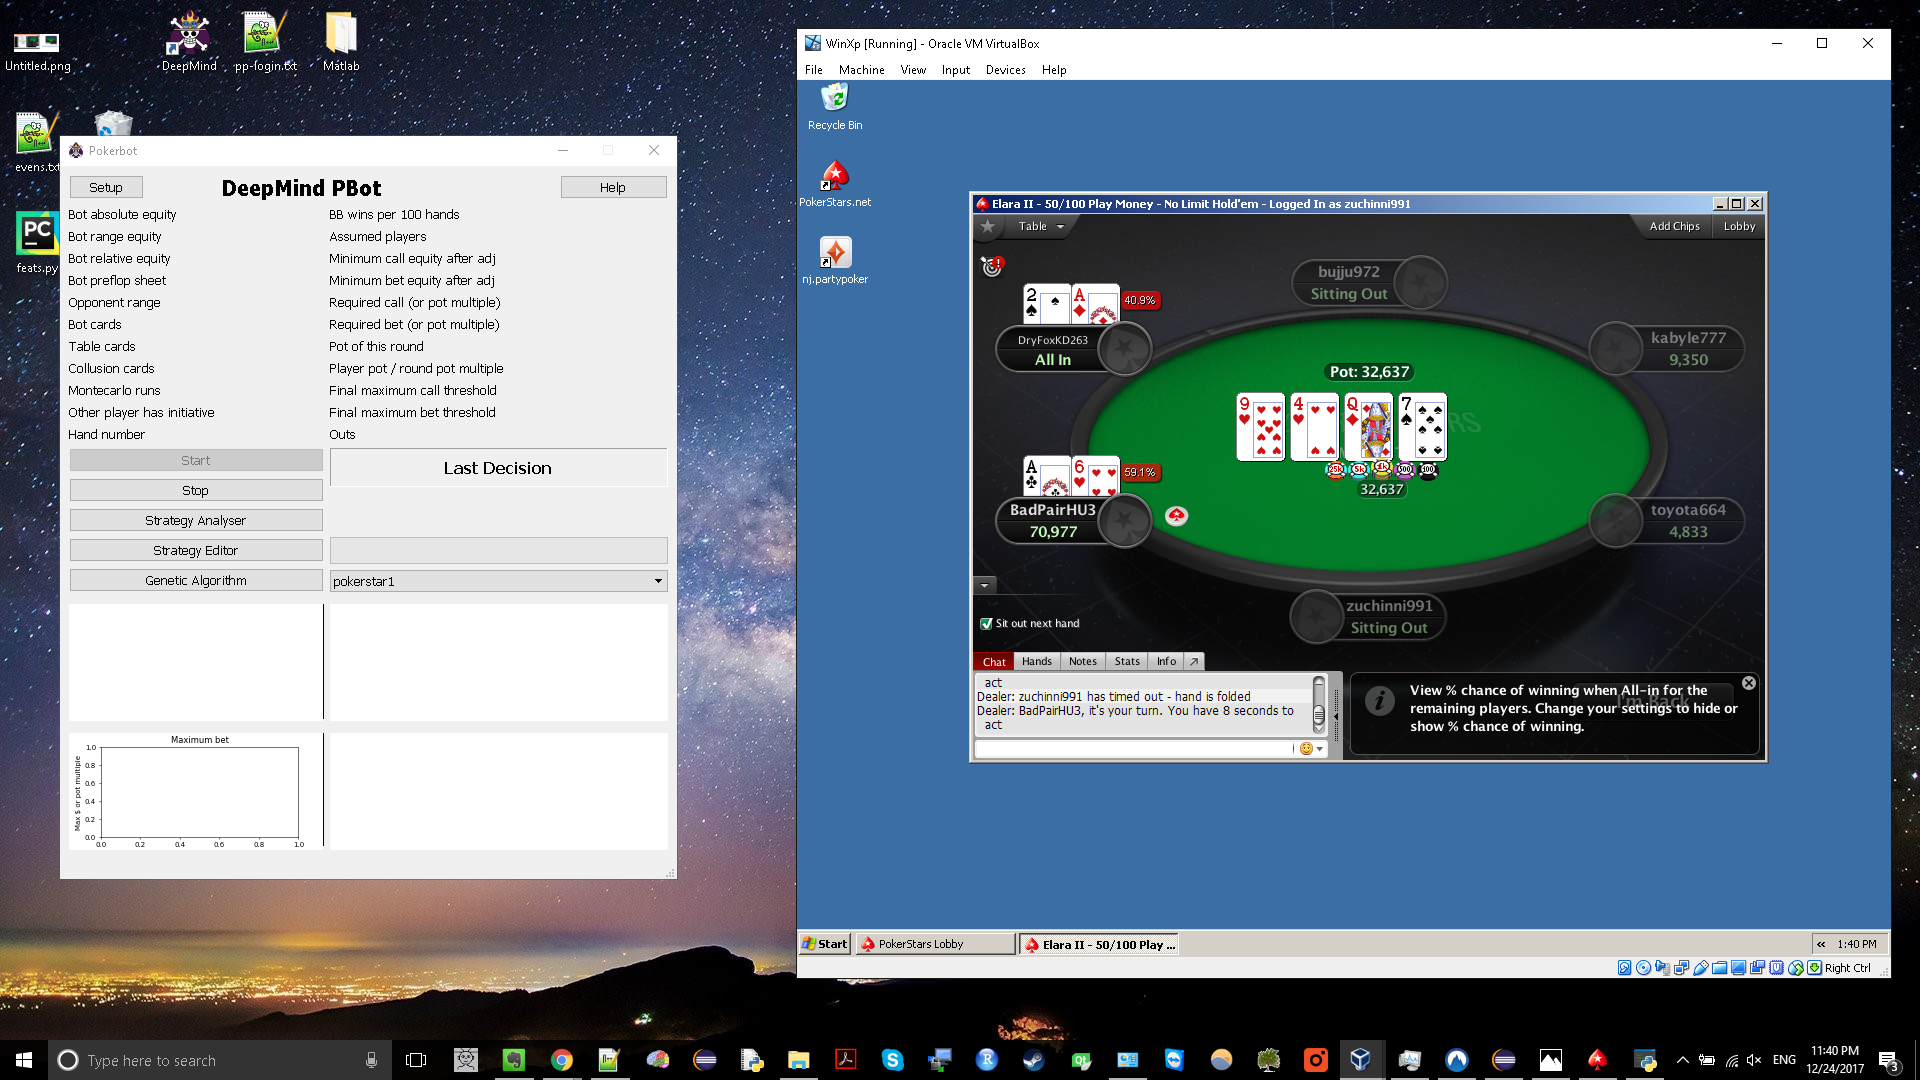 Untitled.png
DeepMind
pp-login.txt
Matlab
evens.txt
PC
feats.py
Pokerbot
Setup
DeepMind PBot
Help
Bot absolute equity
BB wins per 100 hands
Bot range equity
Assumed players
Bot relative equity
Minimum call equity after adj
Bot preflop sheet
Minimum bet equity after adj
Opponent range
Required call (or pot multiple)
Bot cards
Required bet (or pot multiple)
Table cards
Pot of this round
Collusion cards
Player pot / round pot multiple
Montecarlo runs
Final maximum call threshold
Other player has initiative
Final maximum bet threshold
Hand number
Outs
Start
Last Decision
Stop
Strategy Analyser
Strategy Editor
Genetic Algorithm
pokerstar1
Maximum bet
Max $ or pot multiple
1.0
0.8
0.6
0.4
0.2
0.0
0.0 0.2 0.4 0.6 0.8 1.0
WinXp [Running] - Oracle VM VirtualBox
File Machine View Input Devices Help
Recycle Bin
PokerStars.net
nj.partypoker
Elara II - 50/100 Play Money - No Limit Hold'em - Logged In as zuchinni991
Table
Add Chips
Lobby
bujju972
Sitting Out
2 A
40.9%
DryFoxKD263
All In
kabyle777
9,350
Pot: 32,637
9 4 Q 7
25k 5k 1k 500 100
32,637
A 6
59.1%
BadPairHU3
70,977
toyota664
4,833
zuchinni991
Sitting Out
Sit out next hand
Chat Hands Notes Stats Info
act
Dealer: zuchinni991 has timed out - hand is folded
Dealer: BadPairHU3, it's your turn. You have 8 seconds to
act
I'm Back
View % chance of winning when All-in for the
remaining players. Change your settings to hide or
show % chance of winning.
Start
PokerStars Lobby
Elara II - 50/100 Play ...
« 1:40 PM
Right Ctrl
Type here to search
ENG
11:40 PM
12/24/2017
3